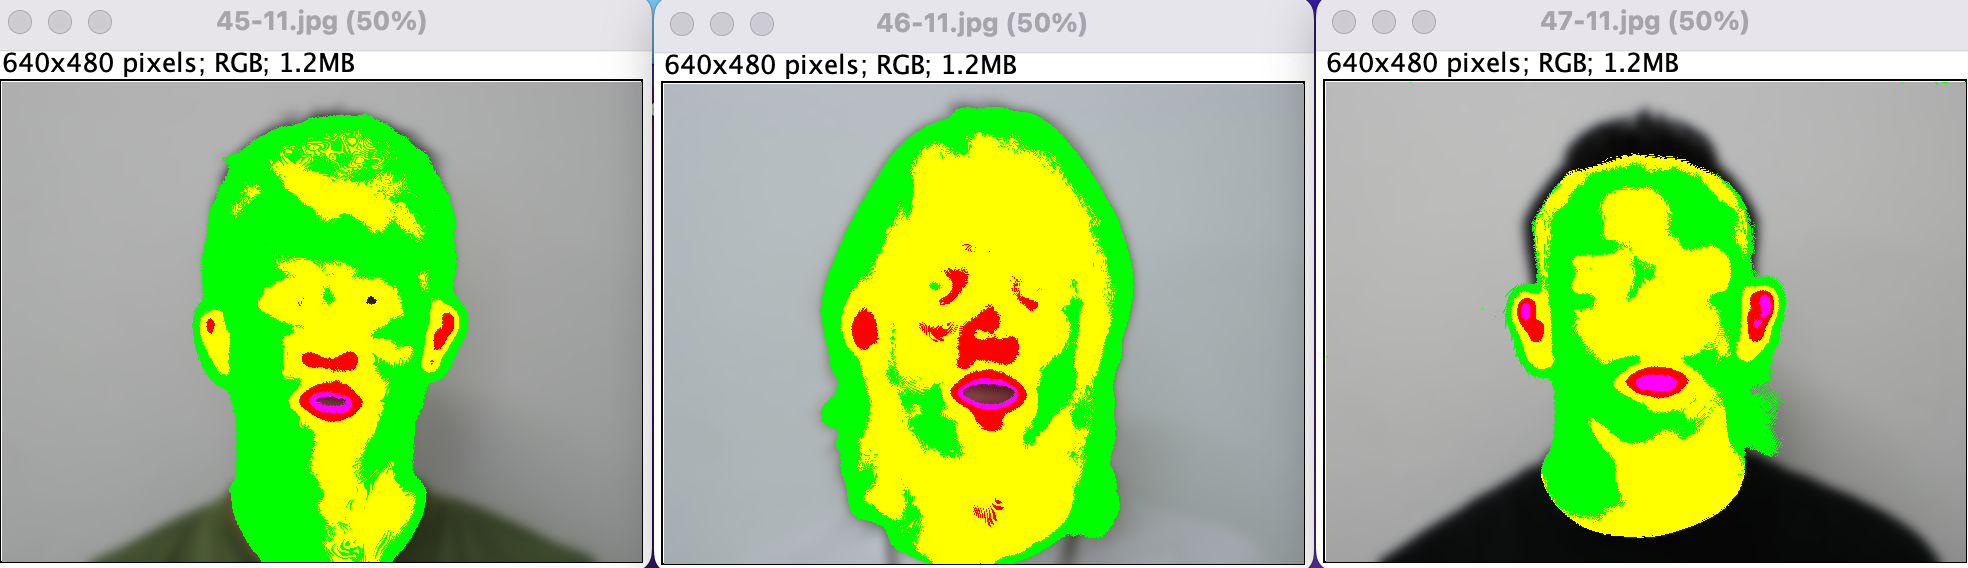 45-11.jpg (50%)
640x480 pixels; RGB; 1.2MB
46-11.jpg (50%)
640x480 pixels; RGB; 1.2MB
47-11.jpg (50%)
640x480 pixels; RGB; 1.2MB